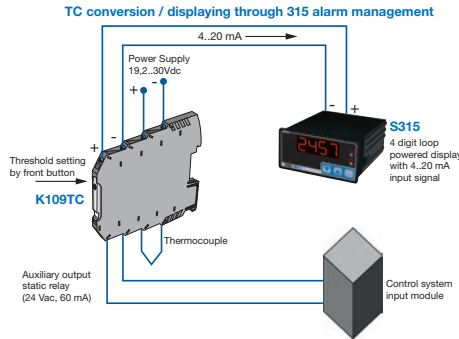 TC conversion / displaying through 315 alarm management
4..20 mA
Power Supply
19,2..30Vdc
+
-
-
+
+
-
S315
4 digit loop
powered display
with 4..20 mA
input signal
2457
Threshold setting
by front button
K109TC
Thermocouple
Auxiliary output
static relay
(24 Vac, 60 mA)
Control system
input module